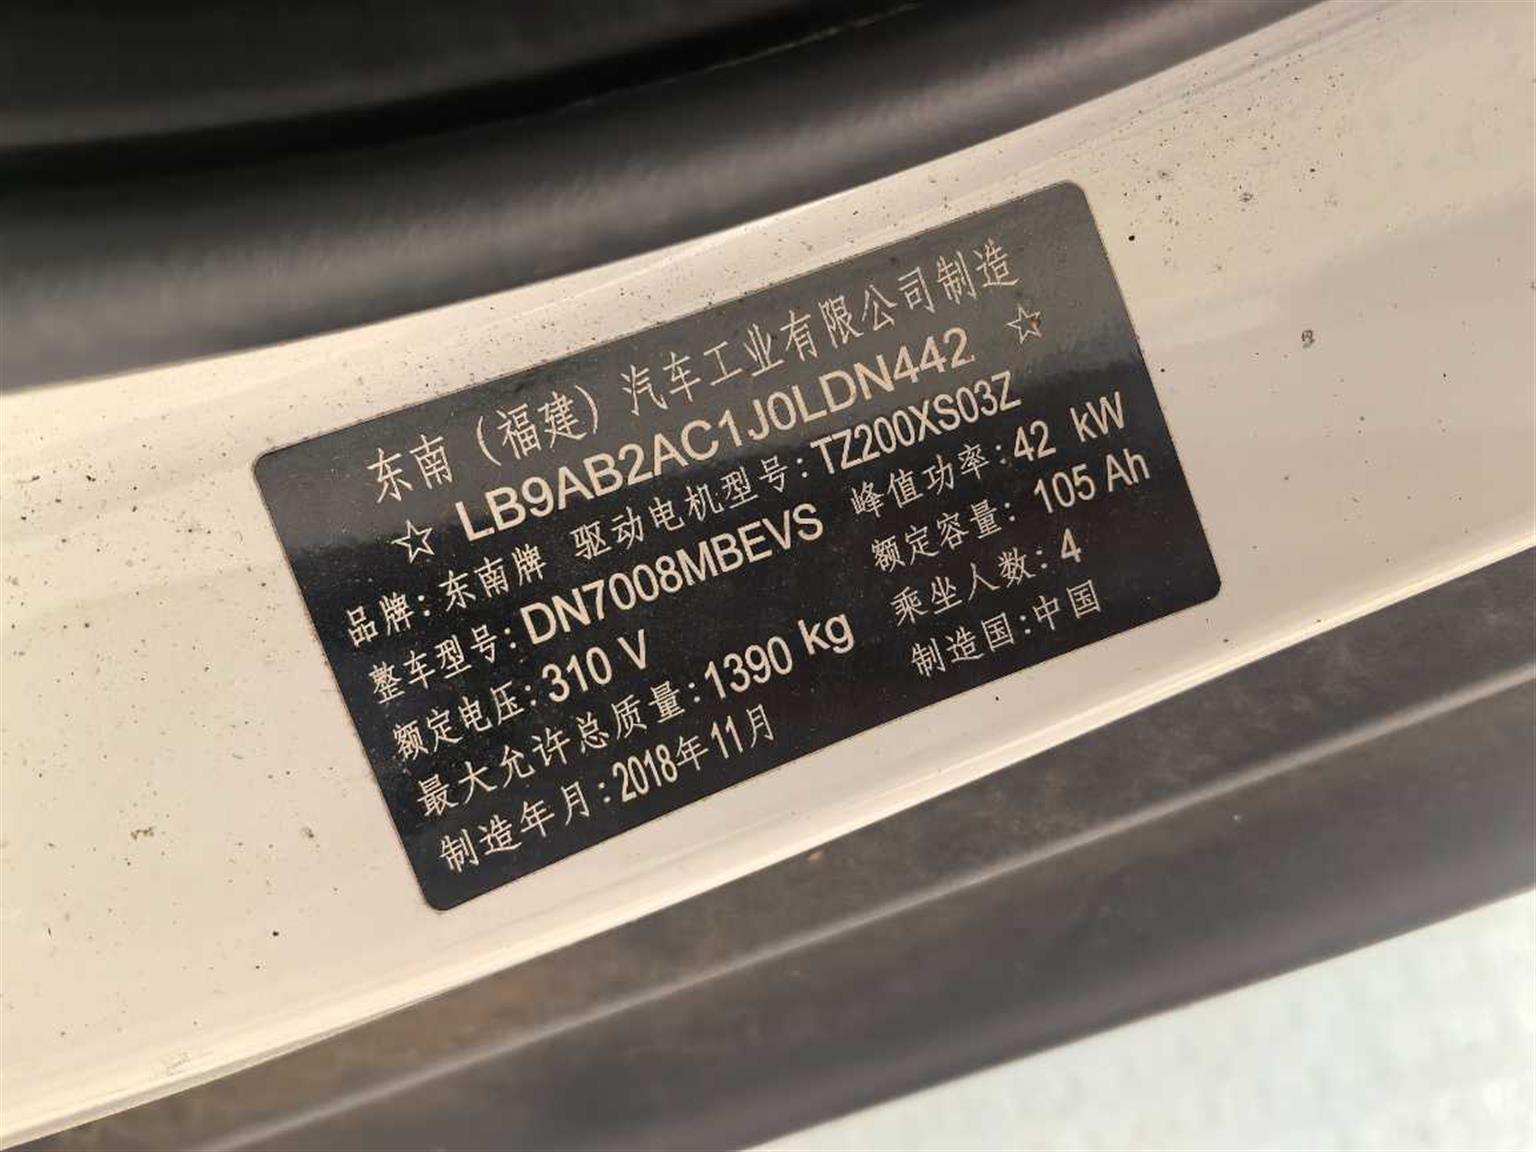 东南（福建）汽车工业有限公司制造
☆ LB9AB2AC1J0LDN442 ☆
品牌:东南牌 驱动电机型号:TZ200XS03Z
整车型号:DN7008MBEVS 峰值功率:42 kW
额定电压:310 V 额定容量:105 Ah
最大允许总质量:1390 kg 乘坐人数:4
制造年月:2018年11月 制造国:中国